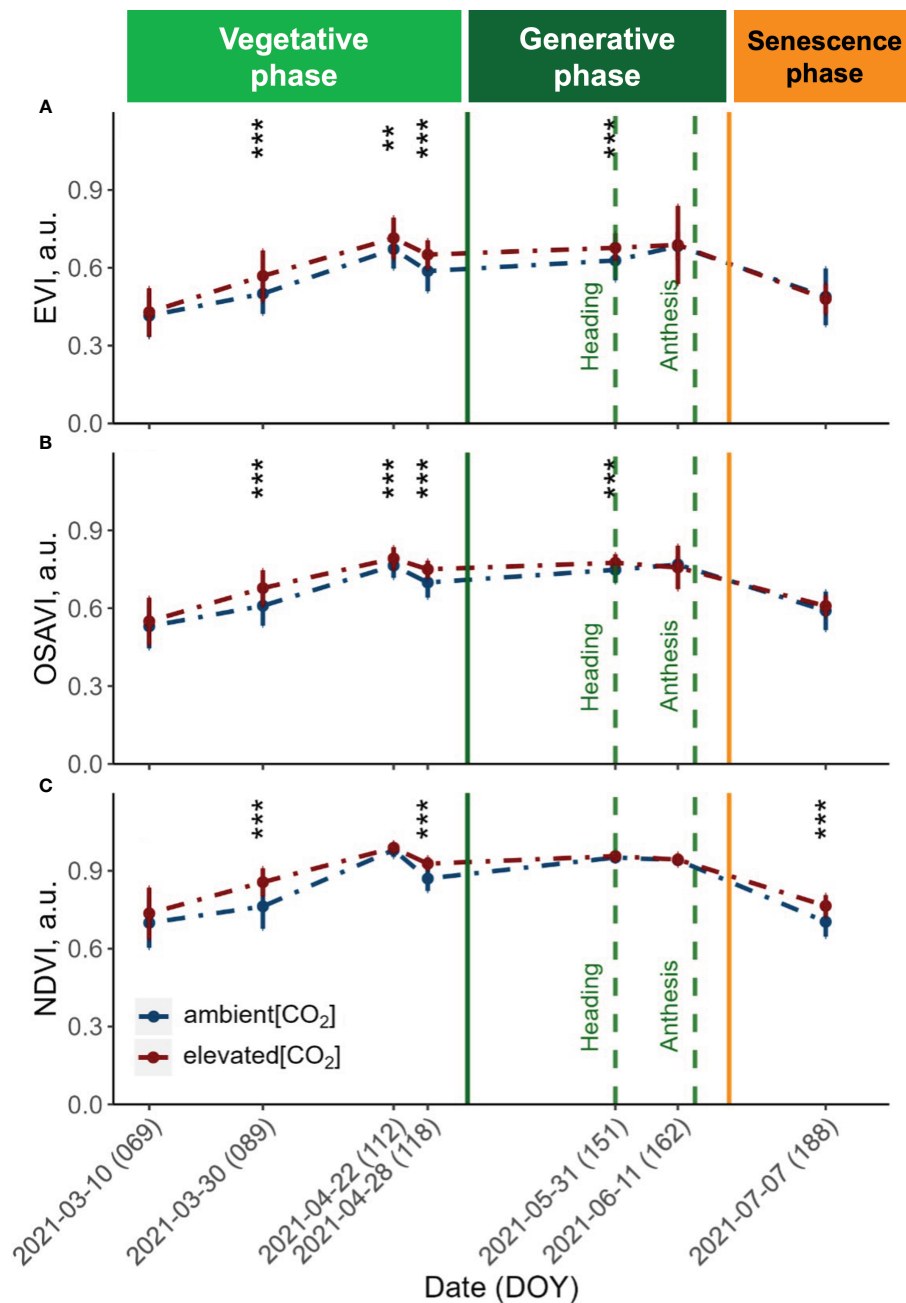 Vegetative
phase
Generative
phase
Senescence
phase
A
*** ** *** ***
EVI, a.u.
0.9
0.6
0.3
0.0
Heading
Anthesis
B
*** *** *** ***
OSAVI, a.u.
0.9
0.6
0.3
0.0
Heading
Anthesis
C
*** *** ***
NDVI, a.u.
0.9
0.6
0.3
0.0
Heading
Anthesis
ambient[CO₂]
elevated[CO₂]
2021-03-10 (069)
2021-03-30 (089)
2021-04-22 (112)
2021-04-28 (118)
2021-05-31 (151)
2021-06-11 (162)
2021-07-07 (188)
Date (DOY)